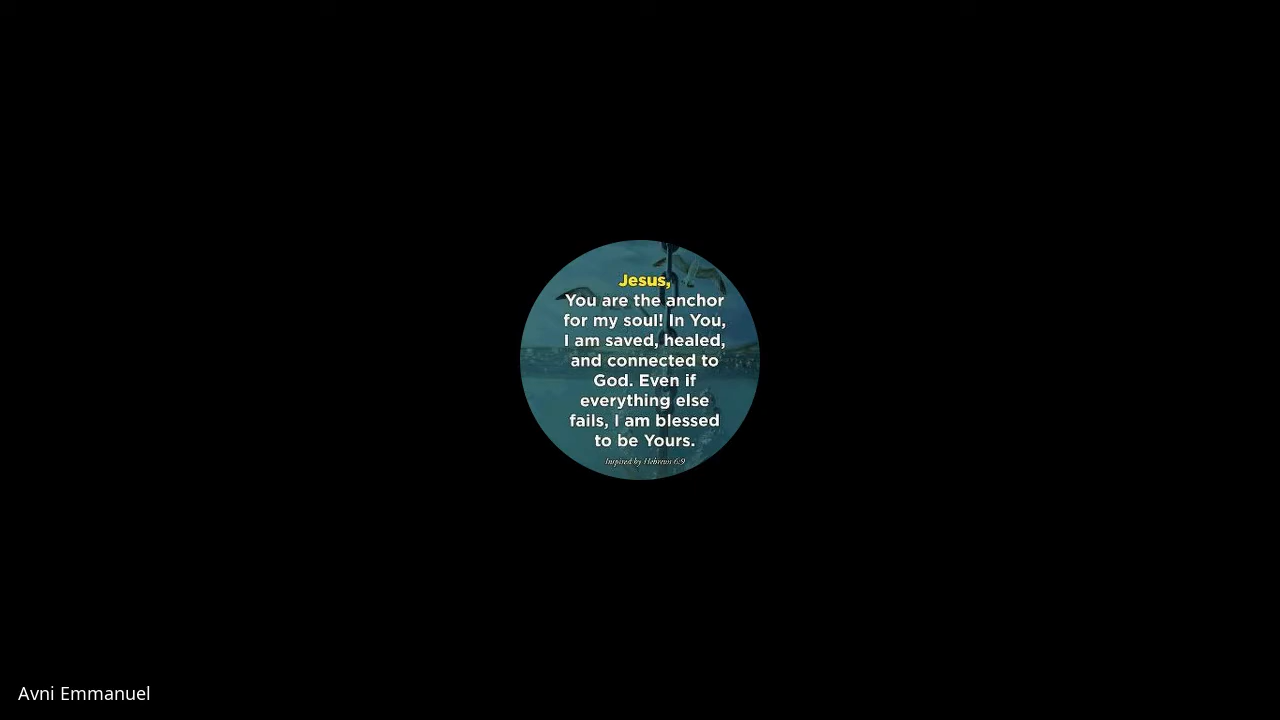 Jesus,
You are the anchor
for my soul! In You,
I am saved, healed,
and connected to
God. Even if
everything else
fails, I am blessed
to be Yours.
Inspired by Hebrews 6:9
Avni Emmanuel